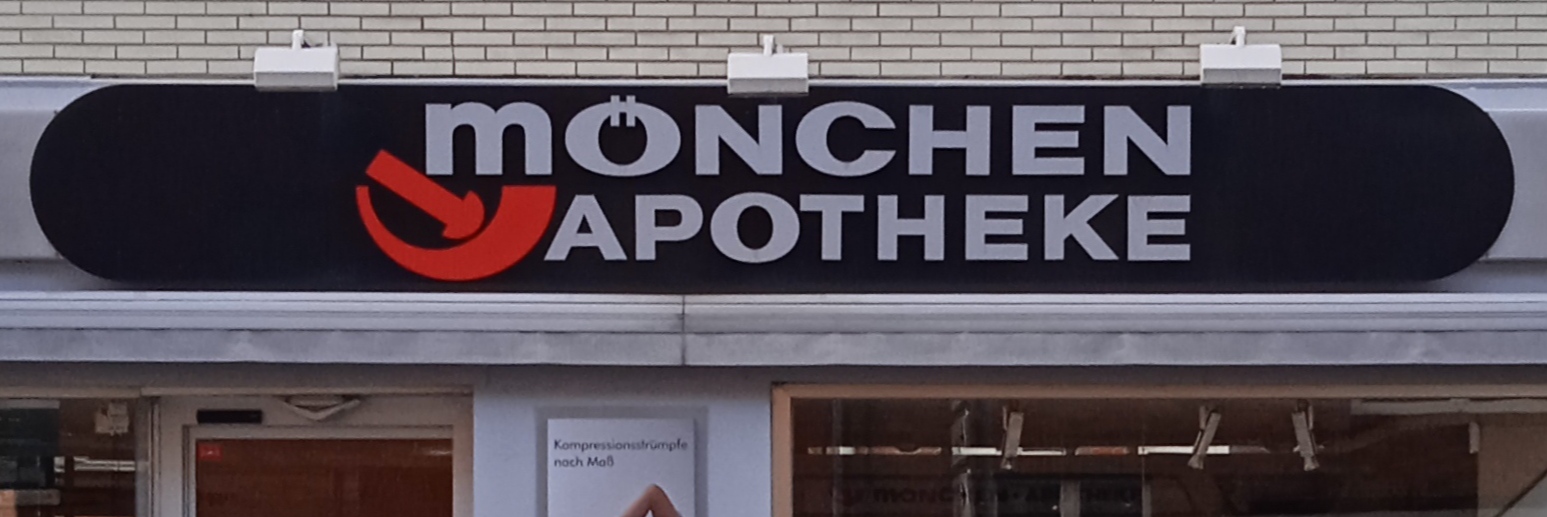 mÖNCHEN
APOTHEKE
Kompressionsstrümpfe
nach Maß